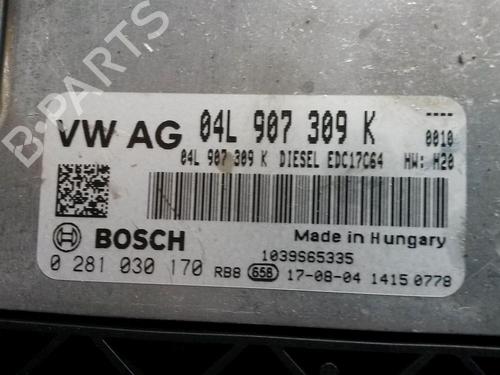 B-PARTS
----
VW AG 04L 907 309 K 0010
04L 907 309 K DIESEL EDC17C64 HW: H20
BOSCH Made in Hungary
1039S65335
0 281 030 170 RB8 658 17-08-04 1415 0778